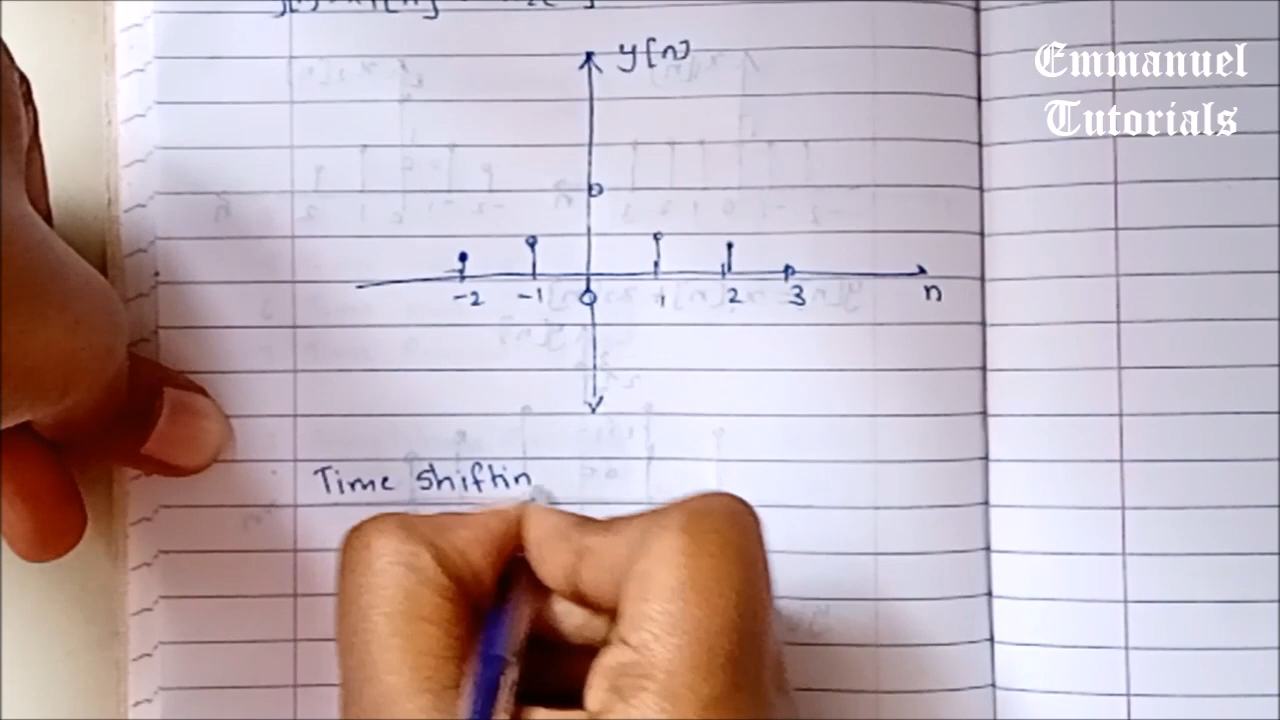 Emmanuel
Tutorials
y[n]
-2 -1 0 1 2 3 n
Time Shiftin